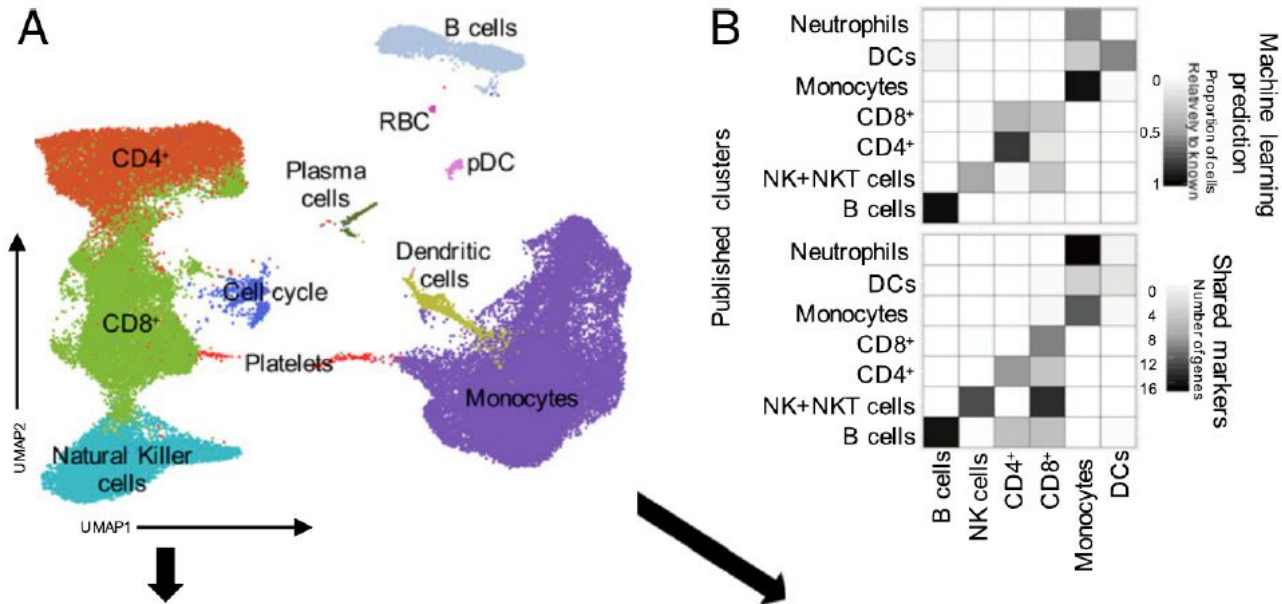 A
B cells
RBC
CD4+
pDC
Plasma
cells
Dendritic
cells
Cell cycle
CD8+
Platelets
Monocytes
Natural Killer
cells
UMAP2
UMAP1
B
Published clusters
Neutrophils
DCs
Monocytes
CD8+
CD4+
NK+NKT cells
B cells
0
0.5
1
Proportion of cells
Relatively to known
Machine learning
prediction
Neutrophils
DCs
Monocytes
CD8+
CD4+
NK+NKT cells
B cells
0
4
8
12
16
Number of genes
Shared markers
B cells
NK cells
CD4+
CD8+
Monocytes
DCs